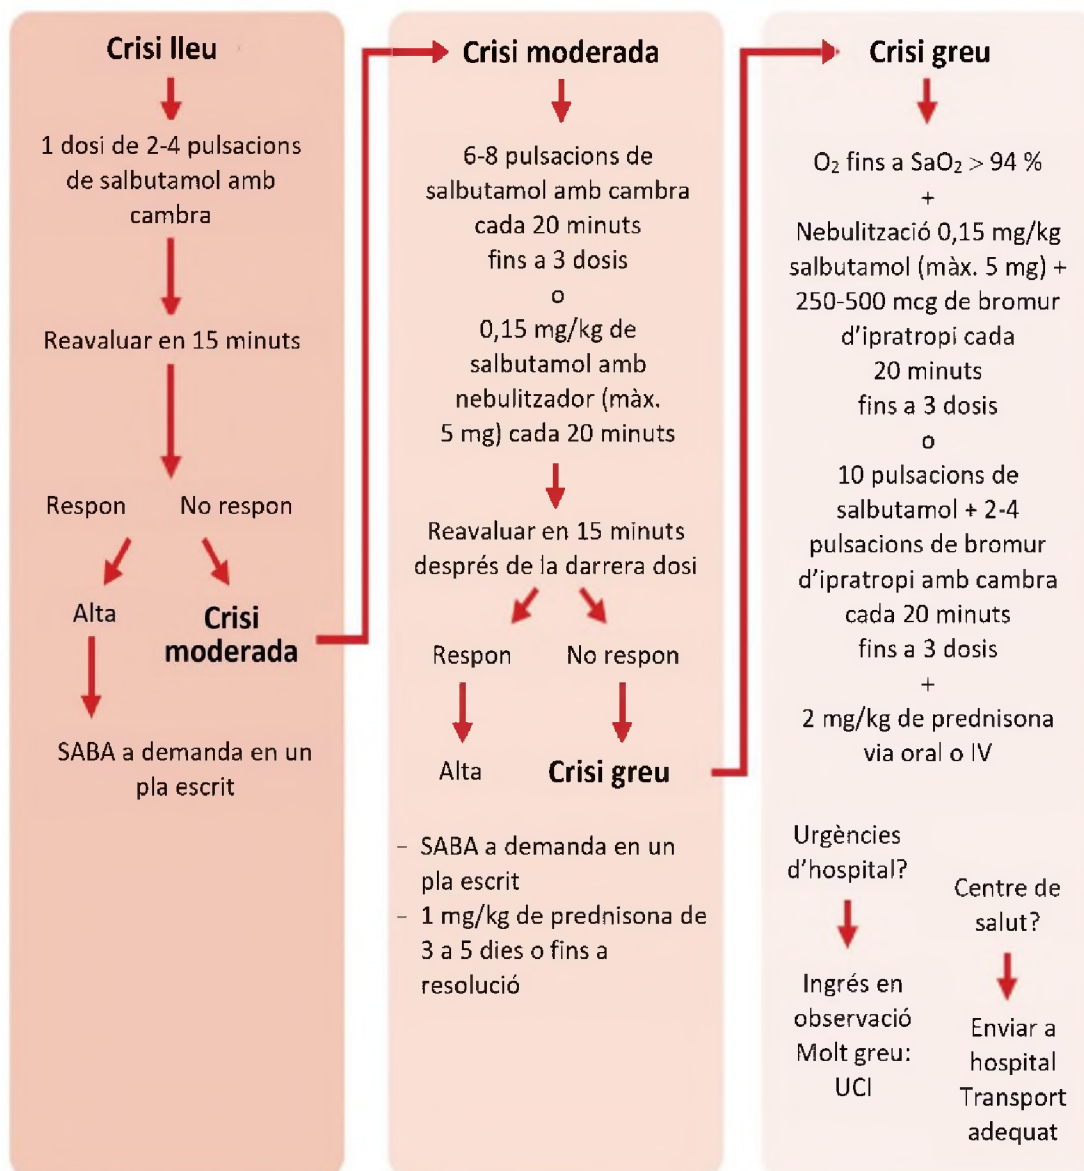 Crisi lleu
1 dosi de 2-4 pulsacions
de salbutamol amb
cambra
Reavaluar en 15 minuts
Respon
No respon
Alta
Crisi
moderada
SABA a demanda en un
pla escrit
Crisi moderada
6-8 pulsacions de
salbutamol amb cambra
cada 20 minuts
fins a 3 dosis
o
0,15 mg/kg de
salbutamol amb
nebulitzador (màx.
5 mg) cada 20 minuts
Reavaluar en 15 minuts
després de la darrera dosi
Respon
No respon
Alta
Crisi greu
– SABA a demanda en un
pla escrit
– 1 mg/kg de prednisona de
3 a 5 dies o fins a
resolució
Crisi greu
O₂ fins a SaO₂ > 94 %
+
Nebulització 0,15 mg/kg
salbutamol (màx. 5 mg) +
250-500 mcg de bromur
d’ipratropi cada
20 minuts
fins a 3 dosis
o
10 pulsacions de
salbutamol + 2-4
pulsacions de bromur
d’ipratropi amb cambra
cada 20 minuts
fins a 3 dosis
+
2 mg/kg de prednisona
via oral o IV
Urgències
d’hospital?
Ingrés en
observació
Molt greu:
UCI
Centre de
salut?
Enviar a
hospital
Transport
adequat